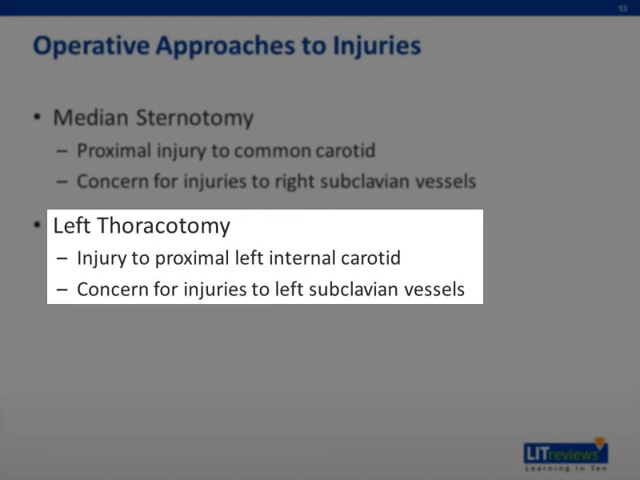 13
Operative Approaches to Injuries
• Median Sternotomy
– Proximal injury to common carotid
– Concern for injuries to right subclavian vessels
• Left Thoracotomy
– Injury to proximal left internal carotid
– Concern for injuries to left subclavian vessels
LITreviews
Learning In Ten